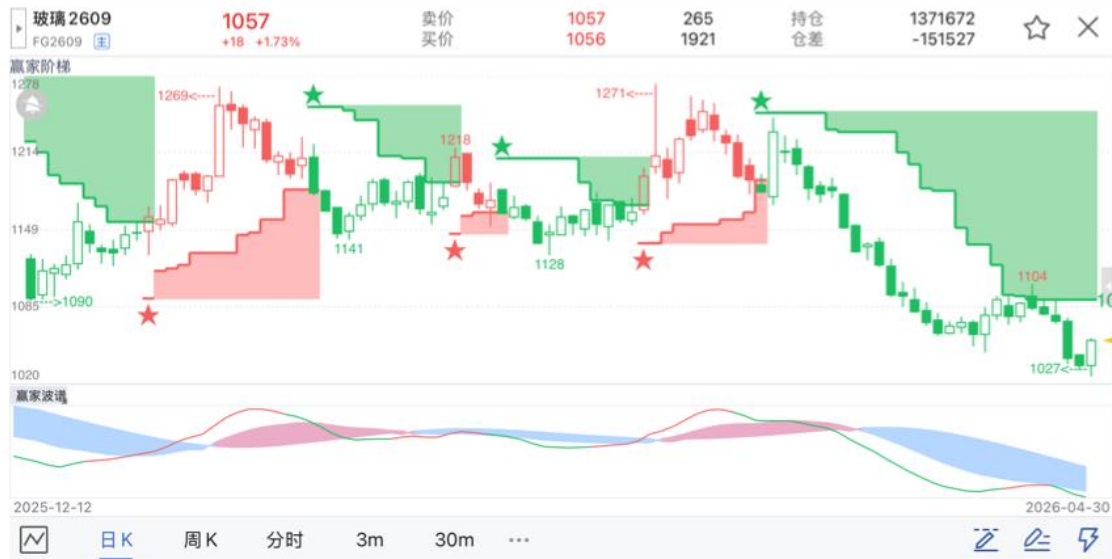 玻璃2609 1057 卖价 1057 265 持仓 1371672
FG2609 主 +18 +1.73% 买价 1056 1921 仓差 -151527
赢家阶梯
1278
1269<----
1271<----
1214
1218
1149
1141
1128
1104
1085
---->1090
1027<----
1020
赢家波谱
2025-12-12 2026-04-30
日K 周K 分时 3m 30m ···